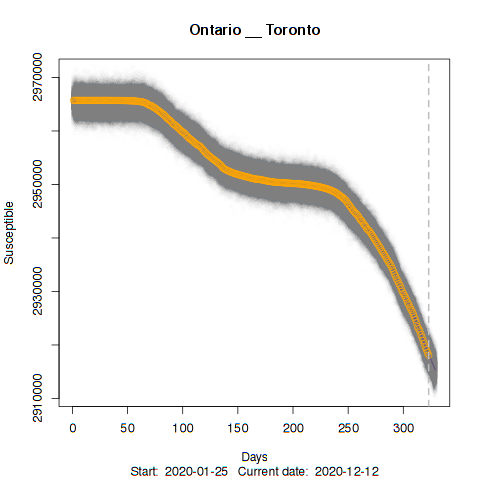 Ontario __ Toronto
Susceptible
2970000
2950000
2930000
2910000
0 50 100 150 200 250 300
Days
Start: 2020-01-25 Current date: 2020-12-12